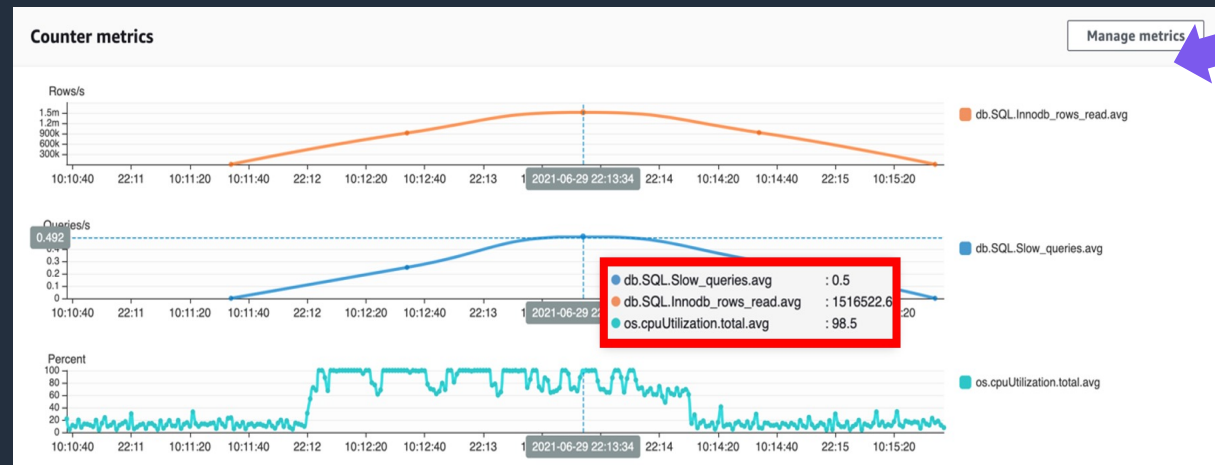 Counter metrics
Manage metrics
Rows/s
1.5m
1.2m
900k
600k
300k
10:10:40 22:11 10:11:20 10:11:40 22:12 10:12:20 10:12:40 22:13 1 2021-06-29 22:13:34 22:14 10:14:20 10:14:40 22:15 10:15:20
db.SQL.Innodb_rows_read.avg
Queries/s
0.492
0.3
0.2
0.1
0
10:10:40 22:11 10:11:20 10:11:40 22:12 10:12:20 10:12:40 22:13 1 2021-06-29 22 :20
db.SQL.Slow_queries.avg
db.SQL.Slow_queries.avg : 0.5
db.SQL.Innodb_rows_read.avg : 1516522.6
os.cpuUtilization.total.avg : 98.5
Percent
100
80
60
40
20
0
10:10:40 22:11 10:11:20 10:11:40 22:12 10:12:20 10:12:40 22:13 1 2021-06-29 22:13:34 22:14 10:14:20 10:14:40 22:15 10:15:20
os.cpuUtilization.total.avg